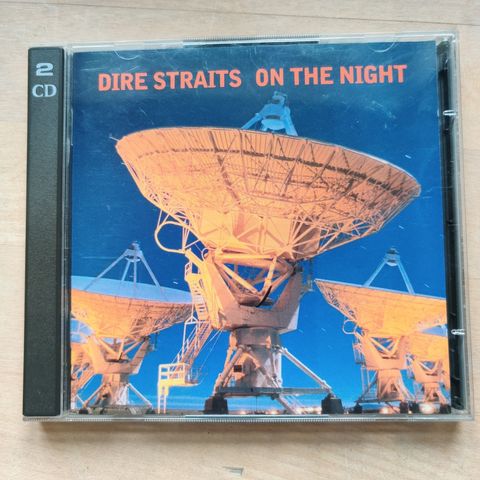 2
CD
DIRE STRAITS ON THE NIGHT